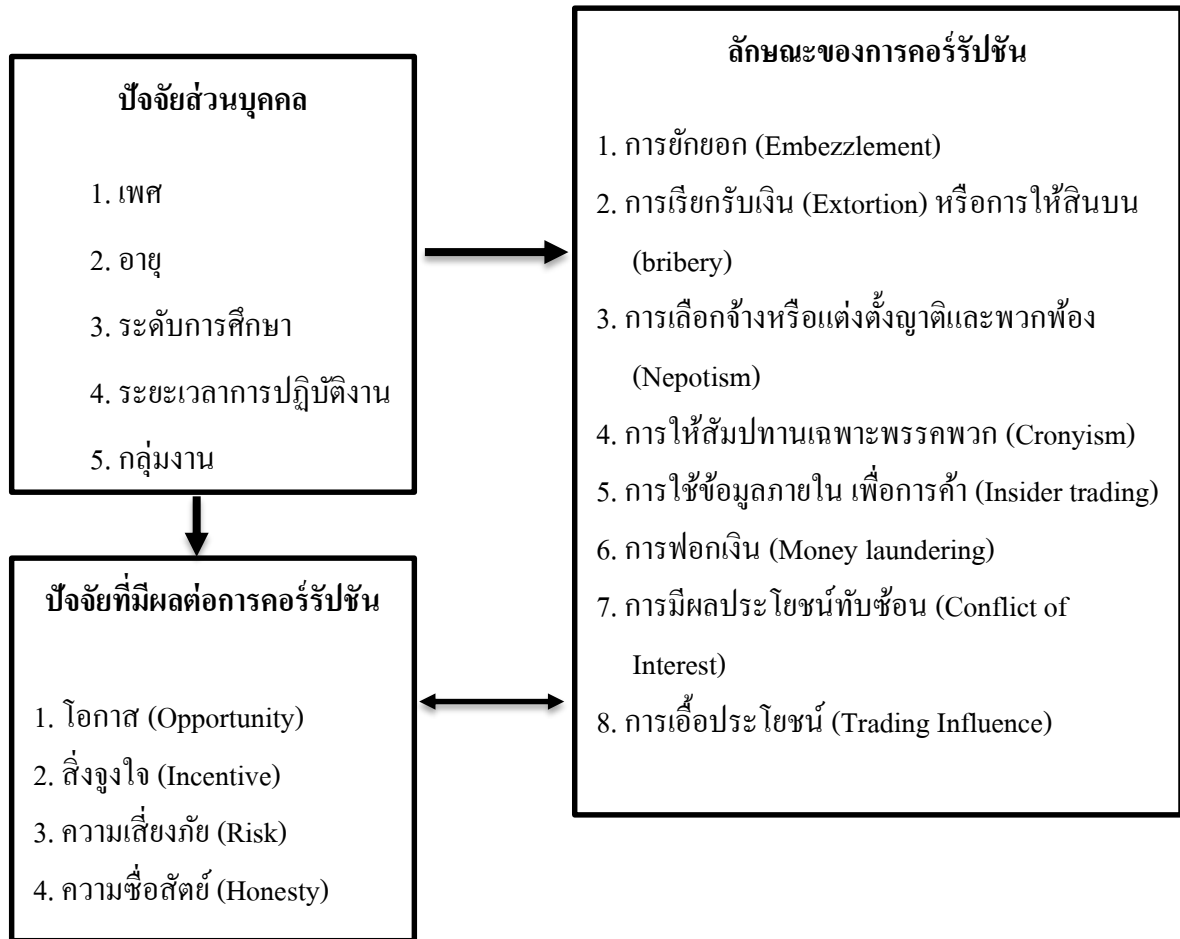 ปัจจัยส่วนบุคคล
1. เพศ
2. อายุ
3. ระดับการศึกษา
4. ระยะเวลาการปฏิบัติงาน
5. กลุ่มงาน
ปัจจัยที่มีผลต่อการคอร์รัปชัน
1. โอกาส (Opportunity)
2. สิ่งจูงใจ (Incentive)
3. ความเสี่ยงภัย (Risk)
4. ความซื่อสัตย์ (Honesty)
ลักษณะของการคอร์รัปชัน
1. การยักยอก (Embezzlement)
2. การเรียกรับเงิน (Extortion) หรือการให้สินบน
(bribery)
3. การเลือกจ้างหรือแต่งตั้งญาติและพวกพ้อง
(Nepotism)
4. การให้สัมปทานเฉพาะพรรคพวก (Cronyism)
5. การใช้ข้อมูลภายใน เพื่อการค้า (Insider trading)
6. การฟอกเงิน (Money laundering)
7. การมีผลประโยชน์ทับซ้อน (Conflict of
Interest)
8. การเอื้อประโยชน์ (Trading Influence)